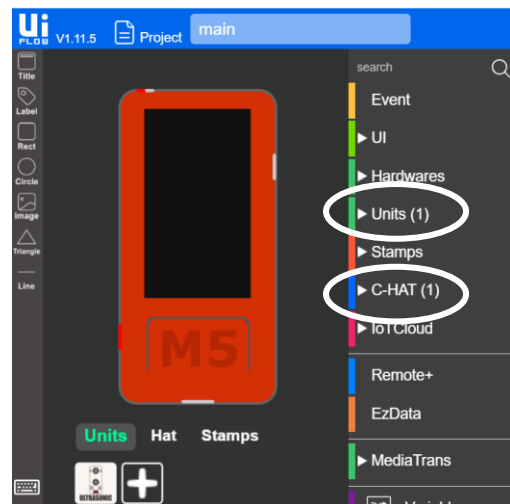 Ui
FLOW V1.11.5 Project main
Title
Label
Rect
Circle
Image
Triangle
Line
M5
Units Hat Stamps
ULTRASONIC
search
Event
UI
Hardwares
Units (1)
Stamps
C-HAT (1)
IoTCloud
Remote+
EzData
MediaTrans